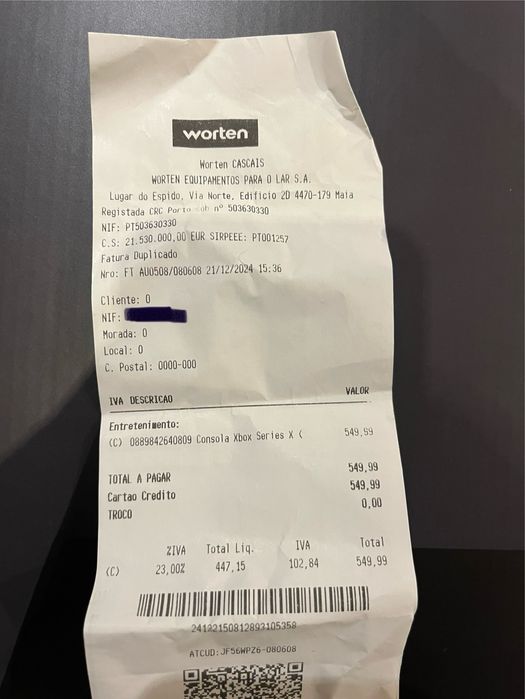 worten
Worten CASCAIS
WORTEN EQUIPAMENTOS PARA O LAR S.A.
Lugar do Espido, Via Norte, Edificio 2D 4470-179 Maia
Registada CRC Porto sob nº 503630330
NIF: PT503630330
C.S: 21.530.000,00 EUR SIRPEEE: PT001257
Fatura Duplicado
Nro: FT AU0508/080608 21/12/2024 15:36
Cliente: 0
NIF:
Morada: 0
Local: 0
C. Postal: 0000-000
IVA DESCRICAO VALOR
Entretenimento:
(C) 0889842640809 Consola Xbox Series X ( 549,99
TOTAL A PAGAR 549,99
Cartao Credito 549,99
TROCO 0,00
%IVA Total Liq. IVA Total
(C) 23,00% 447,15 102,84 549,99
24122150812893105358
ATCUD:JF56WPZ6-080608